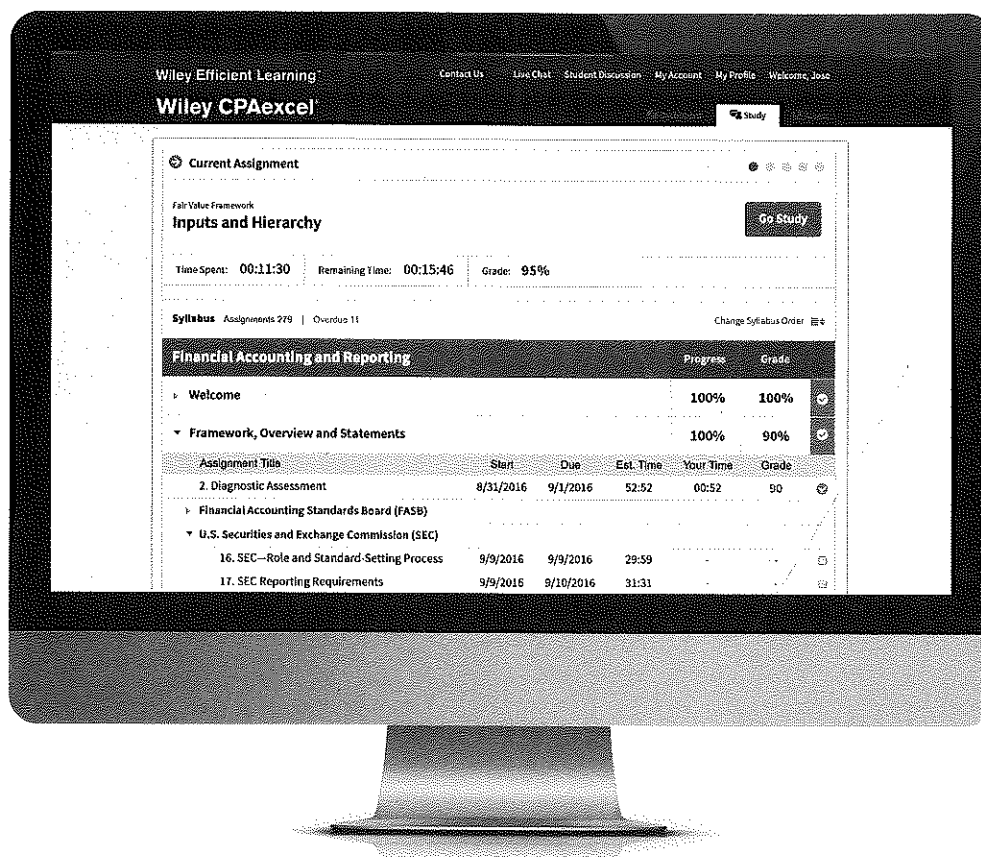 Wiley Efficient Learning
Contact Us Live Chat Student Discussion My Account My Profile Welcome, Jose
Wiley CPAexcel
Study
Current Assignment
Fair Value Framework
Inputs and Hierarchy
Go Study
Time Spent: 00:11:30 Remaining Time: 00:15:46 Grade: 95%
Syllabus Assignments 279 | Overdue 11
Change Syllabus Order
Financial Accounting and Reporting Progress Grade
Welcome 100% 100%
Framework, Overview and Statements 100% 90%
Assignment Title Start Due Est. Time Your Time Grade
2. Diagnostic Assessment 8/31/2016 9/1/2016 52:52 00:52 90
Financial Accounting Standards Board (FASB)
U.S. Securities and Exchange Commission (SEC)
16. SEC—Role and Standard-Setting Process 9/9/2016 9/9/2016 29:59 - -
17. SEC Reporting Requirements 9/9/2016 9/10/2016 31:31 - -